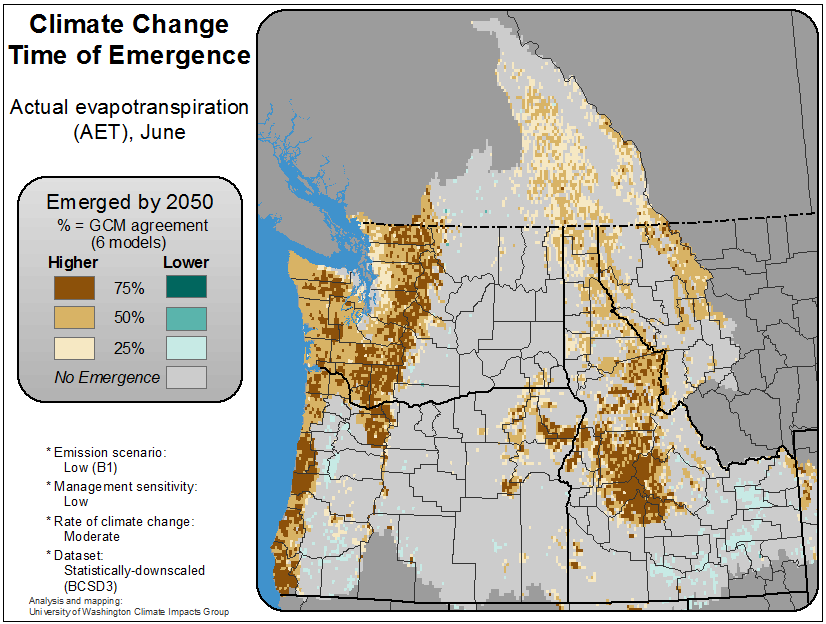 Climate Change
Time of Emergence
Actual evapotranspiration
(AET), June
Emerged by 2050
% = GCM agreement
(6 models)
Higher Lower
75%
50%
25%
No Emergence
* Emission scenario:
Low (B1)
* Management sensitivity:
Low
* Rate of climate change:
Moderate
* Dataset:
Statistically-downscaled
(BCSD3)
Analysis and mapping:
University of Washington Climate Impacts Group